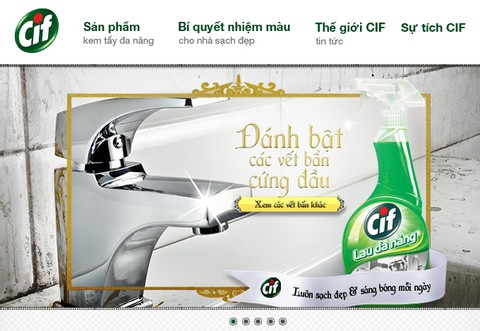 Cif
Sản phẩm
kem tẩy đa năng
Bí quyết nhiệm màu
cho nhà sạch đẹp
Thế giới CIF
tin tức
Sự tích CIF
Đánh bật
các vết bẩn
cứng đầu
Xem các vết bẩn khác
Cif
Lau đa năng
Cif
Luôn sạch đẹp & sáng bóng mỗi ngày